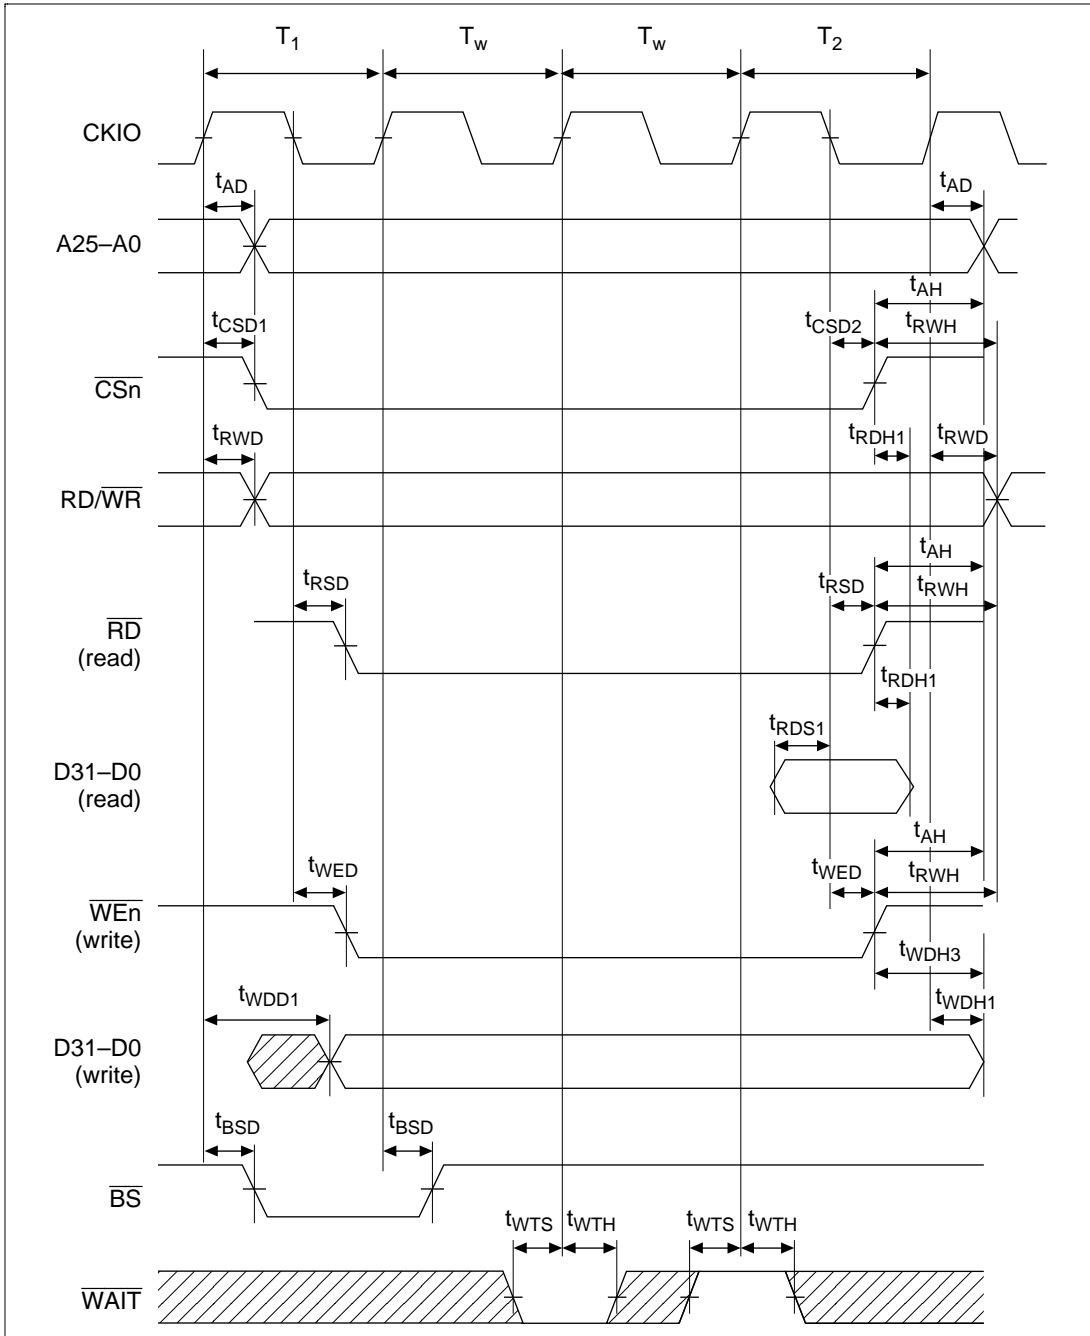 T1 Tw Tw T2
CKIO
tAD tAD
A25–A0
tAH
tCSD1 tCSD2 tRWH
CSn
tRWD tRDH1 tRWD
RD/WR
tAH
tRSD tRSD tRWH
RD
(read)
tRDH1
tRDS1
D31–D0
(read)
tAH
tWED tWED tRWH
WEn
(write)
tWDH3
tWDD1 tWDH1
D31–D0
(write)
tBSD tBSD
BS
tWTS tWTH tWTS tWTH
WAIT